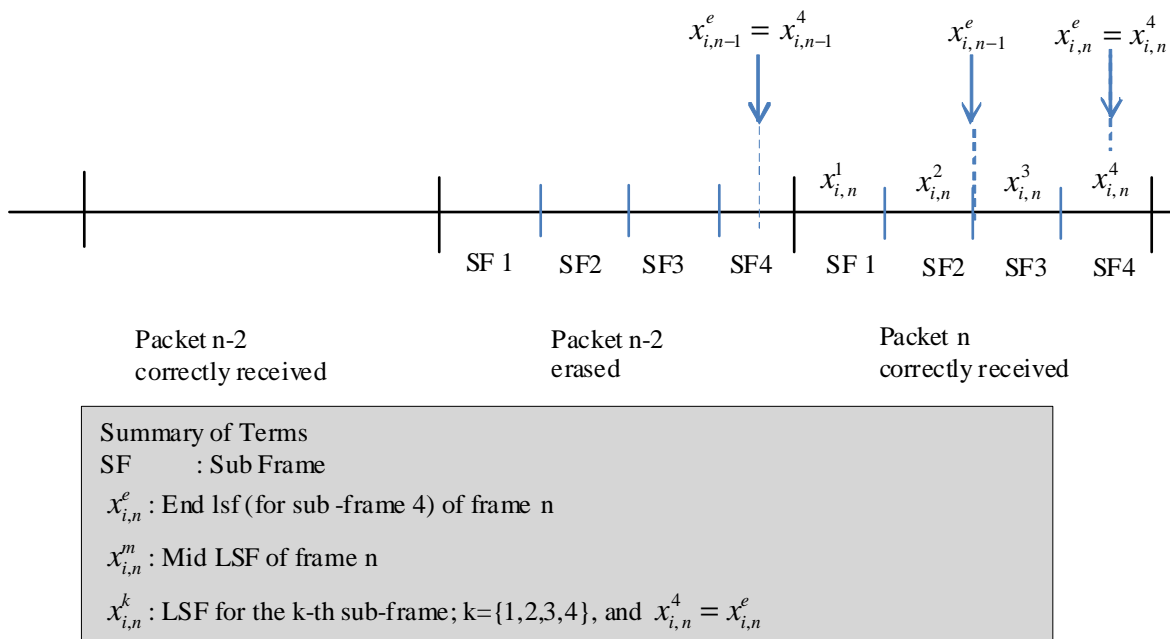 x^e_{i,n−1} = x^4_{i,n−1} x^e_{i,n−1} x^e_{i,n} = x^4_{i,n}
x^1_{i,n} x^2_{i,n} x^3_{i,n} x^4_{i,n}
SF 1 SF2 SF3 SF4 SF 1 SF2 SF3 SF4
Packet n-2
correctly received
Packet n-2
erased
Packet n
correctly received
Summary of Terms
SF : Sub Frame
x^e_{i,n} : End lsf (for sub -frame 4) of frame n
x^m_{i,n} : Mid LSF of frame n
x^k_{i,n} : LSF for the k-th sub-frame; k={1,2,3,4}, and x^4_{i,n} = x^e_{i,n}